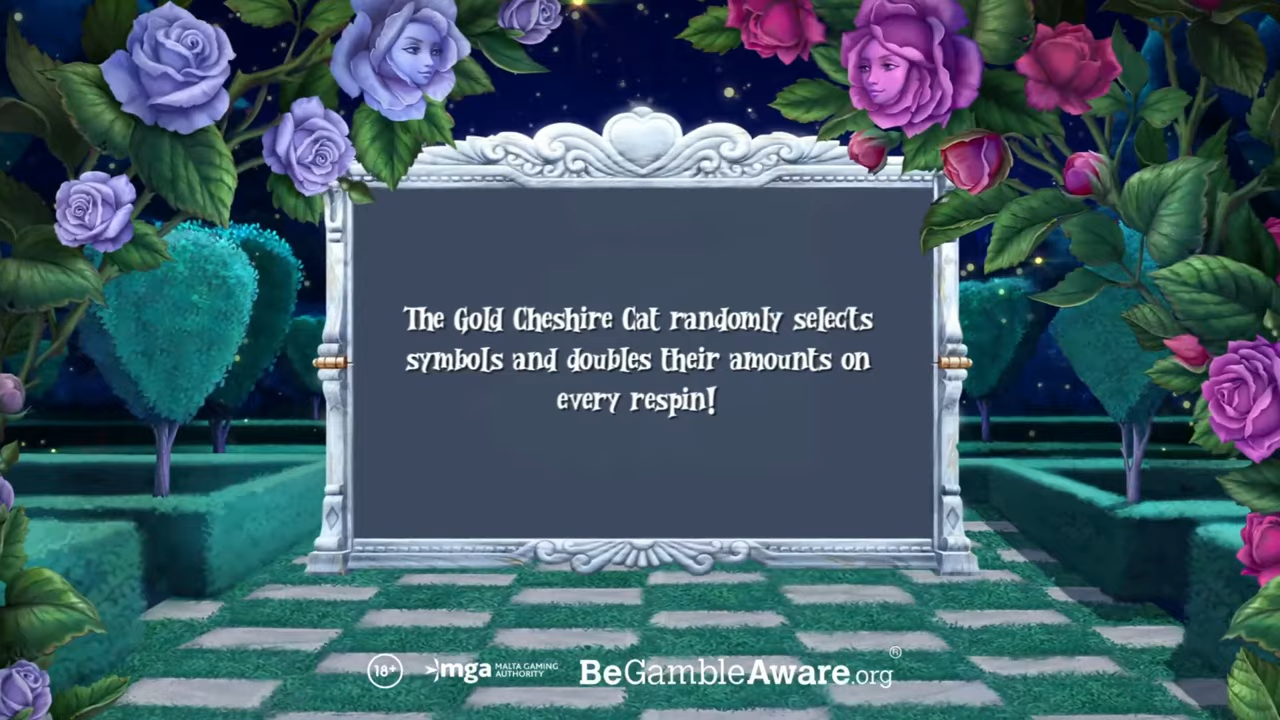 The Gold Cheshire Cat randomly selects
symbols and doubles their amounts on
every respin!
18+ mga MALTA GAMING AUTHORITY BeGambleAware.org®